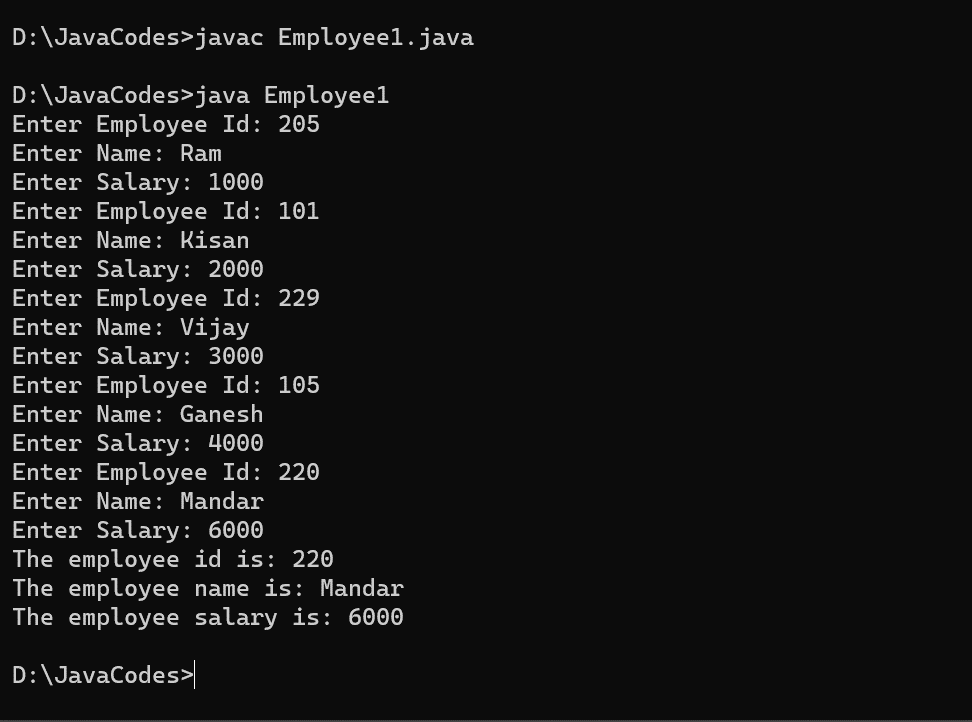 D:\JavaCodes>javac Employee1.java
D:\JavaCodes>java Employee1
Enter Employee Id: 205
Enter Name: Ram
Enter Salary: 1000
Enter Employee Id: 101
Enter Name: Kisan
Enter Salary: 2000
Enter Employee Id: 229
Enter Name: Vijay
Enter Salary: 3000
Enter Employee Id: 105
Enter Name: Ganesh
Enter Salary: 4000
Enter Employee Id: 220
Enter Name: Mandar
Enter Salary: 6000
The employee id is: 220
The employee name is: Mandar
The employee salary is: 6000
D:\JavaCodes>